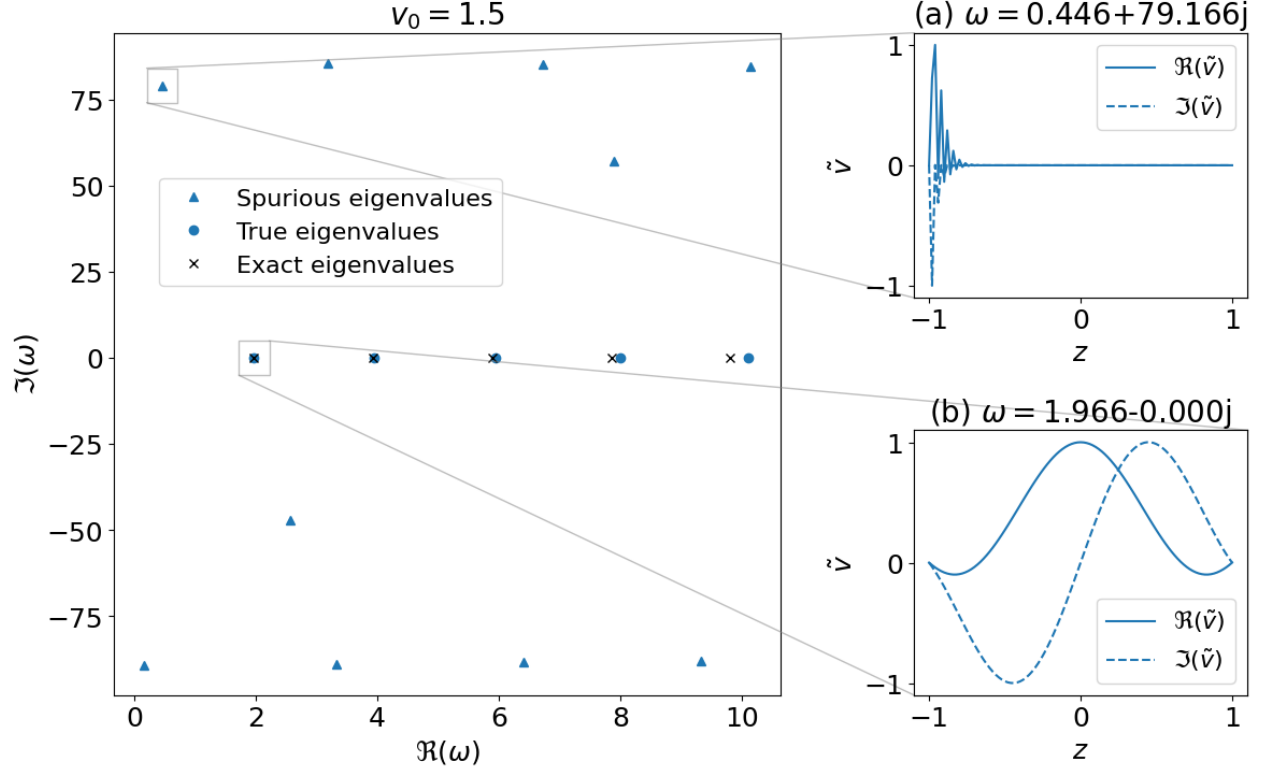 v₀ = 1.5
75
50
25
0
−25
−50
−75
ℑ(ω)
Spurious eigenvalues
True eigenvalues
Exact eigenvalues
0
2
4
6
8
10
ℜ(ω)
(a) ω = 0.446+79.166j
1
0
−1
ṽ
ℜ(ṽ)
ℑ(ṽ)
−1
0
1
z
(b) ω = 1.966-0.000j
1
0
−1
ṽ
ℜ(ṽ)
ℑ(ṽ)
−1
0
1
z